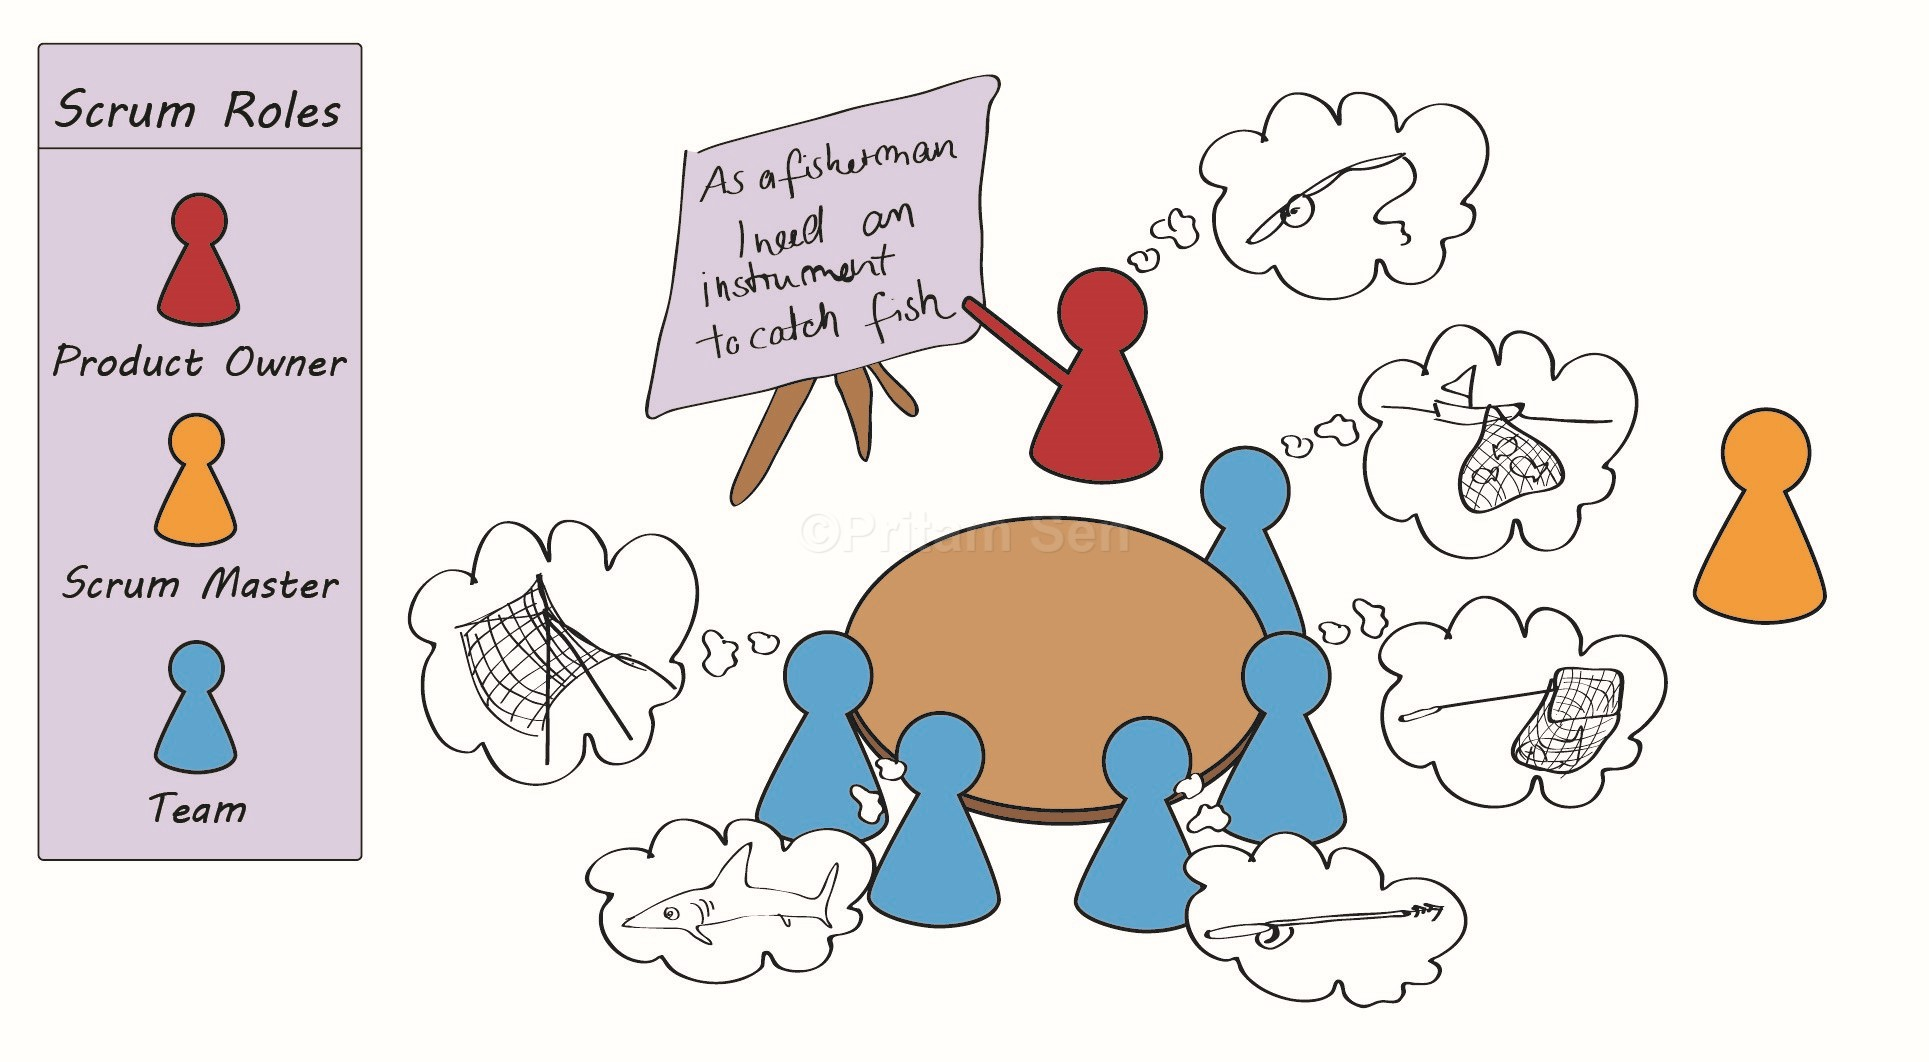 Scrum Roles
Product Owner
Scrum Master
Team
As a fisherman
I need an
instrument
to catch fish
©Pritam Sen